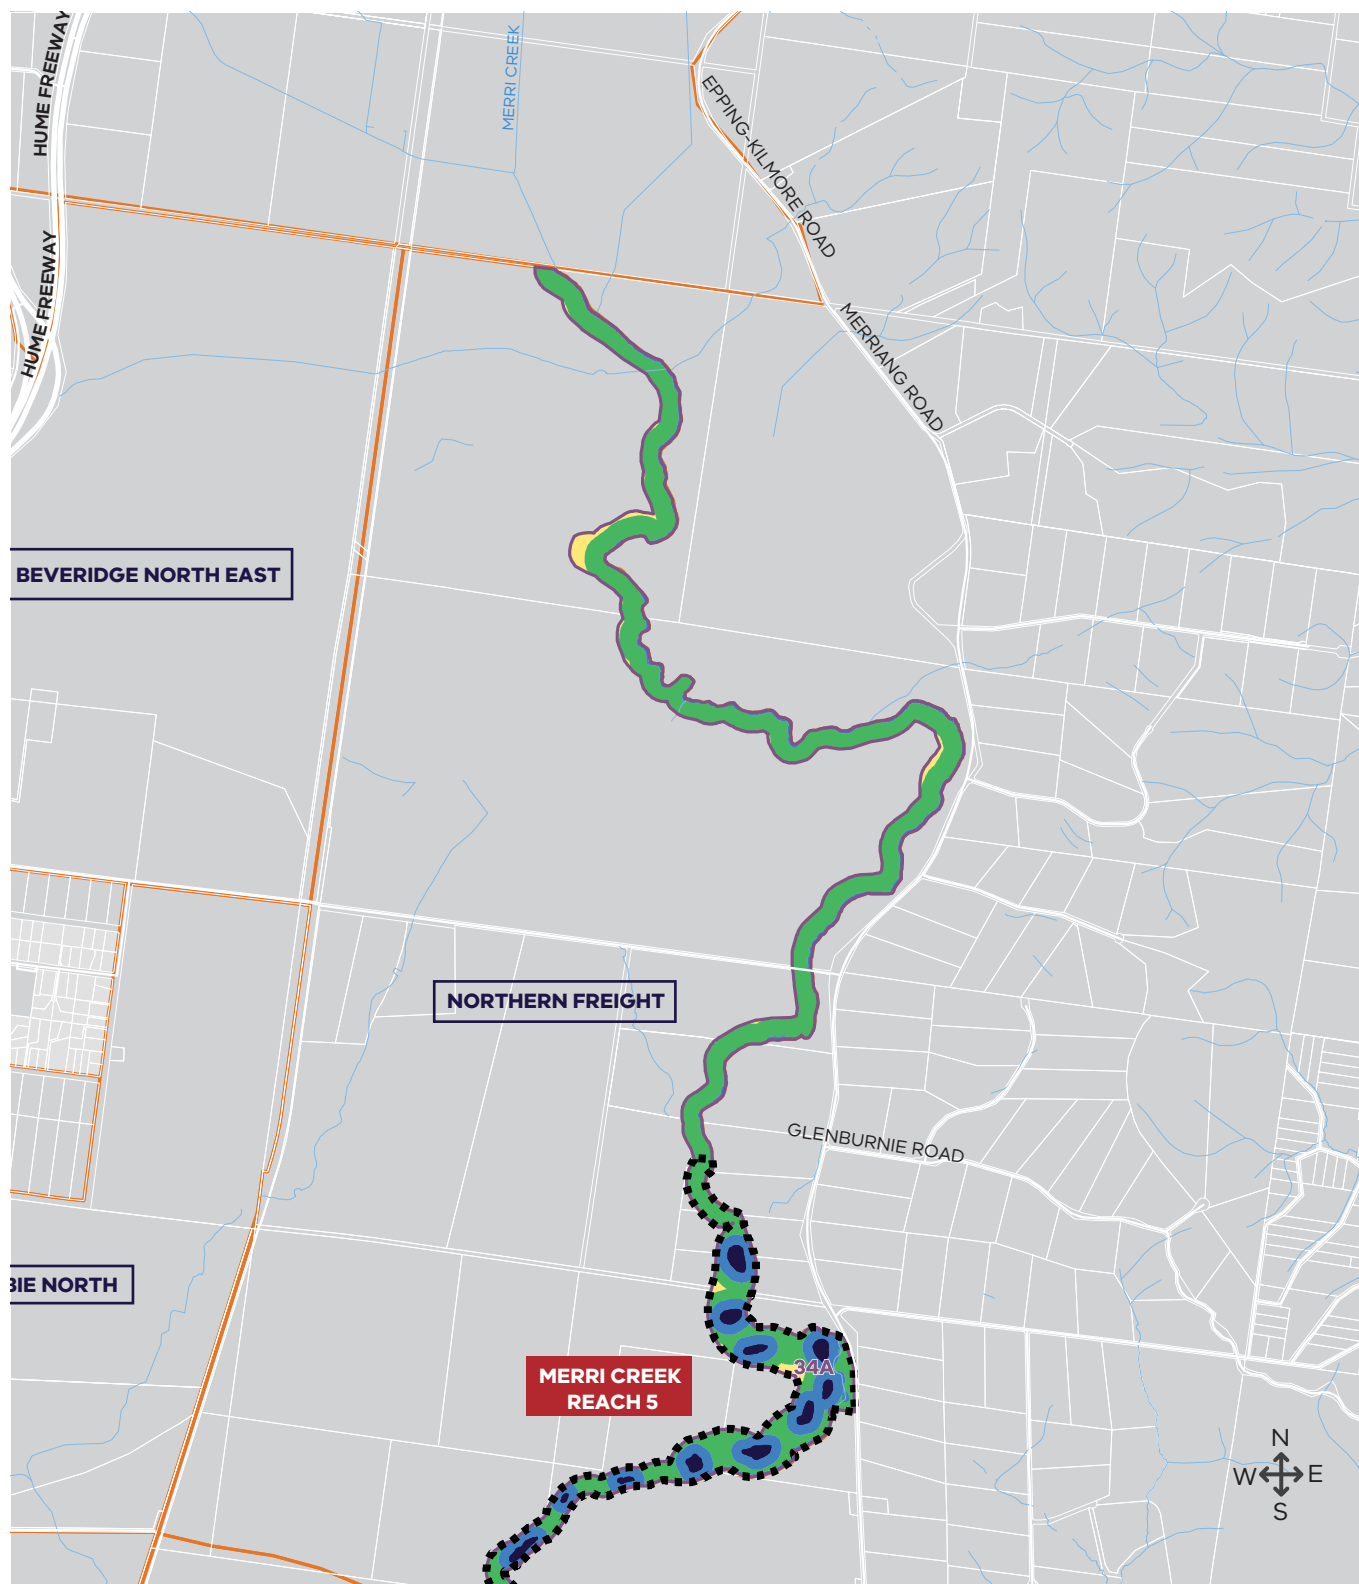 HUME FREEWAY
MERRI CREEK
EPPING-KILMORE ROAD
HUME FREEWAY
MERRIANG ROAD
BEVERIDGE NORTH EAST
NORTHERN FREIGHT
GLENBURNIE ROAD
BIE NORTH
34A
MERRI CREEK
REACH 5
N
W E
S